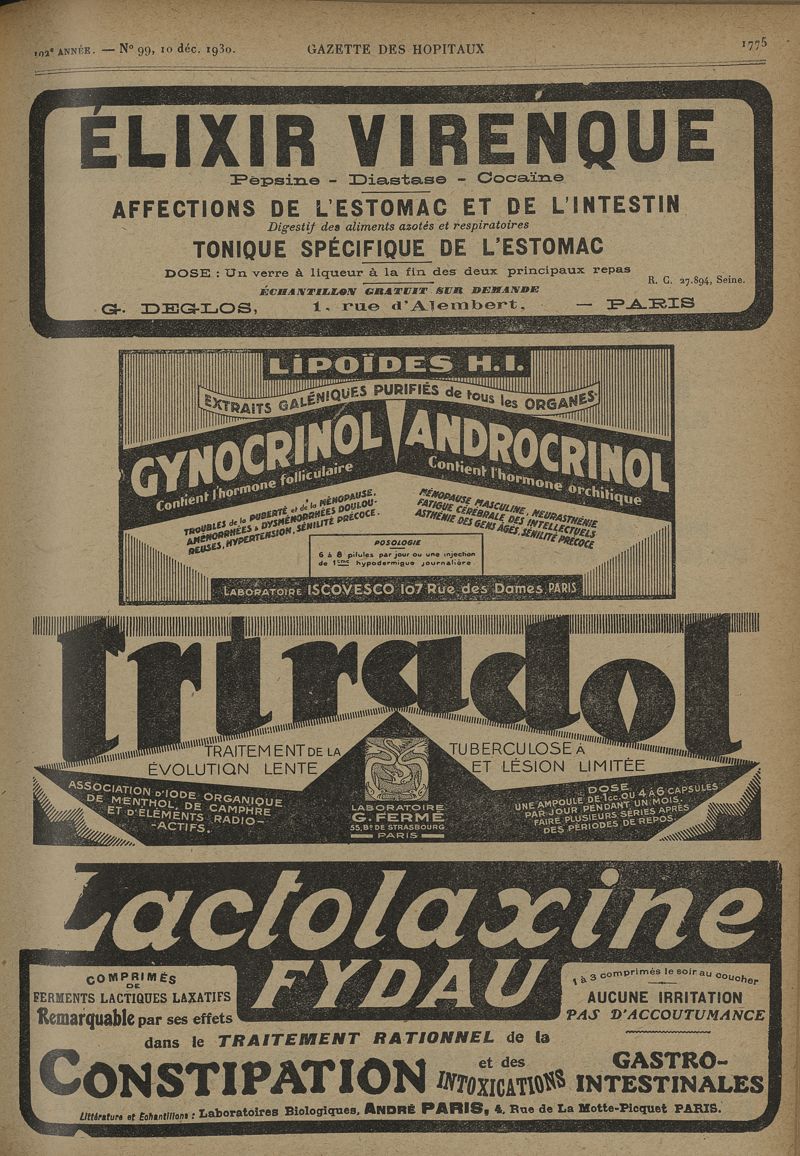 102e ANNÉE. — N° 99, 10 déc. 1930.
GAZETTE DES HOPITAUX
1775
ÉLIXIR VIRENQUE
Pepsine - Diastase - Cocaïne
AFFECTIONS DE L'ESTOMAC ET DE L'INTESTIN
Digestif des aliments azotés et respiratoires
TONIQUE SPÉCIFIQUE DE L'ESTOMAC
DOSE : Un verre à liqueur à la fin des deux principaux repas
R. C. 27.894, Seine.
ÉCHANTILLON GRATUIT SUR DEMANDE
G. DEGLOS, 1, rue d'Alembert, — PARIS
LIPOÏDES H.I.
EXTRAITS GALÉNIQUES PURIFIÉS de tous les ORGANES
GYNOCRINOL
Contient l'hormone folliculaire
TROUBLES de la PUBERTÉ et de la MÉNOPAUSE,
AMÉNORRHÉES & DYSMÉNORRHÉES DOULOU-
REUSES, HYPERTENSION, SÉNILITÉ PRÉCOCE.
ANDROCRINOL
Contient l'hormone orchitique
MÉNOPAUSE MASCULINE, NEURASTHÉNIE
FATIGUE CÉRÉBRALE DES INTELLECTUELS
ASTHÉNIE DES GENS AGÉS, SÉNILITÉ PRÉCOCE
POSOLOGIE
6 à 8 pilules par jour ou une injection
de 1cmc hypodermique journalière
LABORATOIRE ISCOVESCO 107 Rue des Dames, PARIS
triradol
TRAITEMENT DE LA TUBERCULOSE À
ÉVOLUTION LENTE ET LÉSION LIMITÉE
ASSOCIATION D'IODE ORGANIQUE
DE MENTHOL, DE CAMPHRE
ET D'ÉLÉMENTS RADIO-
-ACTIFS.
LABORATOIRE
G. FERMÉ
55, Bd DE STRASBOURG
PARIS
DOSE
UNE AMPOULE DE 1cc. OU 4 À 6 CAPSULES
PAR JOUR PENDANT UN MOIS.
FAIRE PLUSIEURS SÉRIES APRÈS
DES PÉRIODES DE REPOS.
Lactolaxine
FYDAU
COMPRIMÉS
DE
FERMENTS LACTIQUES LAXATIFS
Remarquable par ses effets
1 à 3 comprimés le soir au coucher
AUCUNE IRRITATION
PAS D'ACCOUTUMANCE
dans le TRAITEMENT RATIONNEL de la
CONSTIPATION et des INTOXICATIONS GASTRO-
INTESTINALES
Littérature et Echantillons : Laboratoires Biologiques, ANDRÉ PARIS, 4, Rue de La Motte-Picquet PARIS.